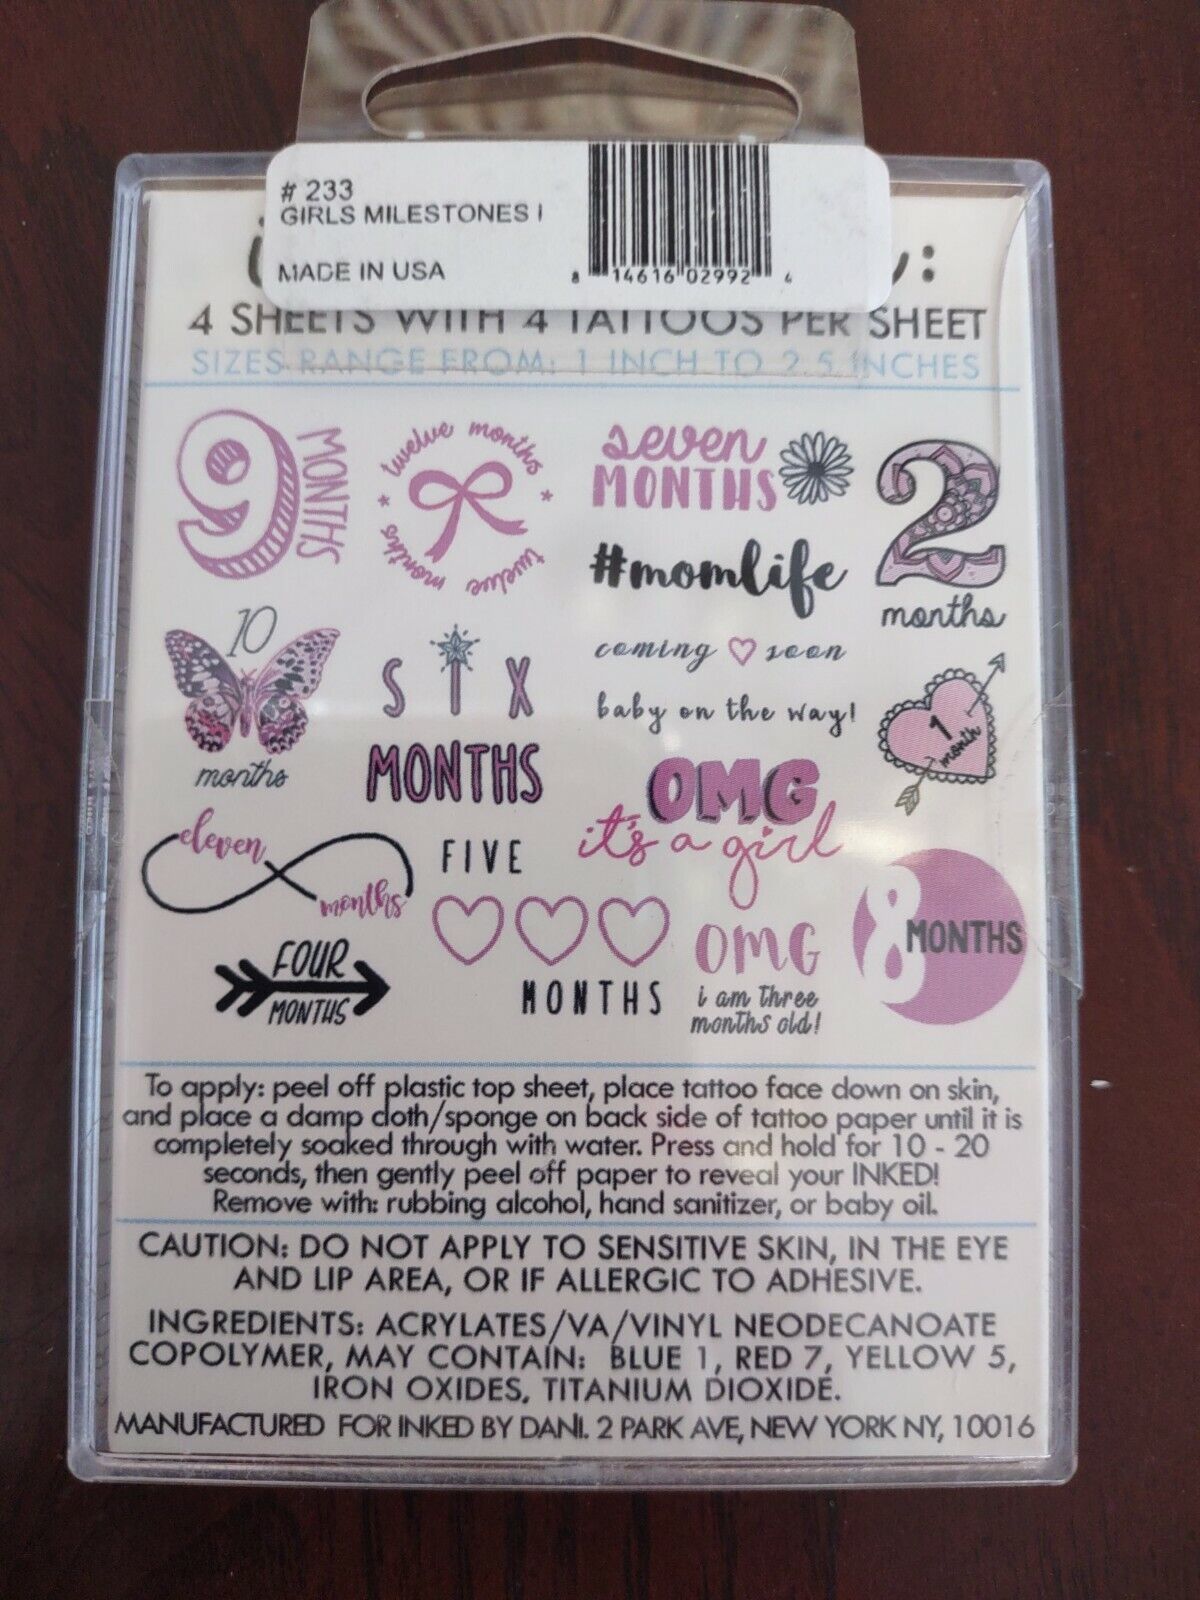 # 233
GIRLS MILESTONES I
MADE IN USA
8 14616 02992 4
4 SHEETS WITH 4 TATTOOS PER SHEET
SIZES RANGE FROM: 1 INCH TO 2.5 INCHES
9 MONTHS
twelve months
twelve months
seven
MONTHS
2
months
#momlife
10
months
SIX
MONTHS
coming soon
baby on the way!
1
month
OMG
it's a girl
eleven
months
FIVE
MONTHS
8 MONTHS
FOUR
MONTHS
OMG
i am three
months old!
To apply: peel off plastic top sheet, place tattoo face down on skin,
and place a damp cloth/sponge on back side of tattoo paper until it is
completely soaked through with water. Press and hold for 10 - 20
seconds, then gently peel off paper to reveal your INKED!
Remove with: rubbing alcohol, hand sanitizer, or baby oil.
CAUTION: DO NOT APPLY TO SENSITIVE SKIN, IN THE EYE
AND LIP AREA, OR IF ALLERGIC TO ADHESIVE.
INGREDIENTS: ACRYLATES/VA/VINYL NEODECANOATE
COPOLYMER, MAY CONTAIN: BLUE 1, RED 7, YELLOW 5,
IRON OXIDES, TITANIUM DIOXIDE.
MANUFACTURED FOR INKED BY DANI. 2 PARK AVE, NEW YORK NY, 10016